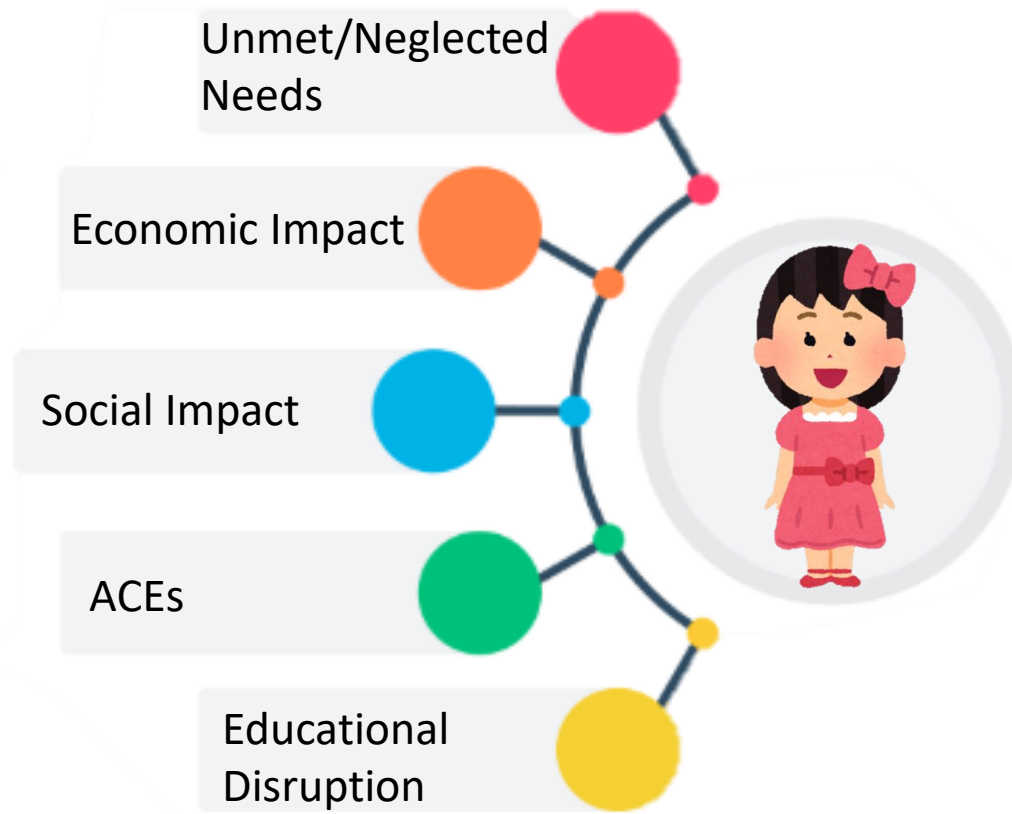 Unmet/Neglected
Needs
Economic Impact
Social Impact
ACEs
Educational
Disruption